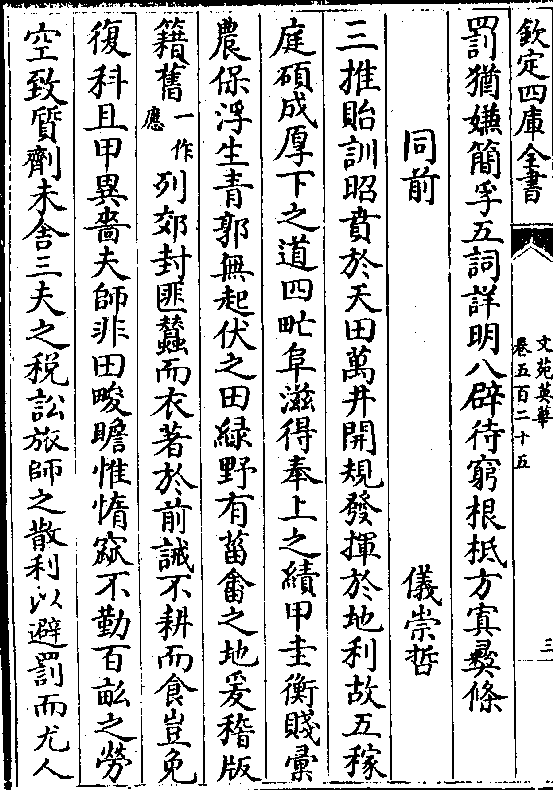 欽定四庫全書
文苑英華
卷五百二十五
三
罰猶嫌簡孚五詞詳明八辟待窮根柢方寘彞條
同前
儀崇哲
三推貽訓昭賁於天田萬井開規發揮於地利故五稼
庭碩成厚下之道四甿阜滋得奉上之績甲圭衡賤彙
農保浮生青郭無起伏之田緑野有菑畬之地爰稽版
籍舊一作應列郊封匪蠶而衣著於前誡不耕而食豈免
復科且甲異嗇夫師非田畯瞻惟惰窳不勤百畝之勞
空致質劑未舍三夫之税訟旅師之散利以避罰而尤人